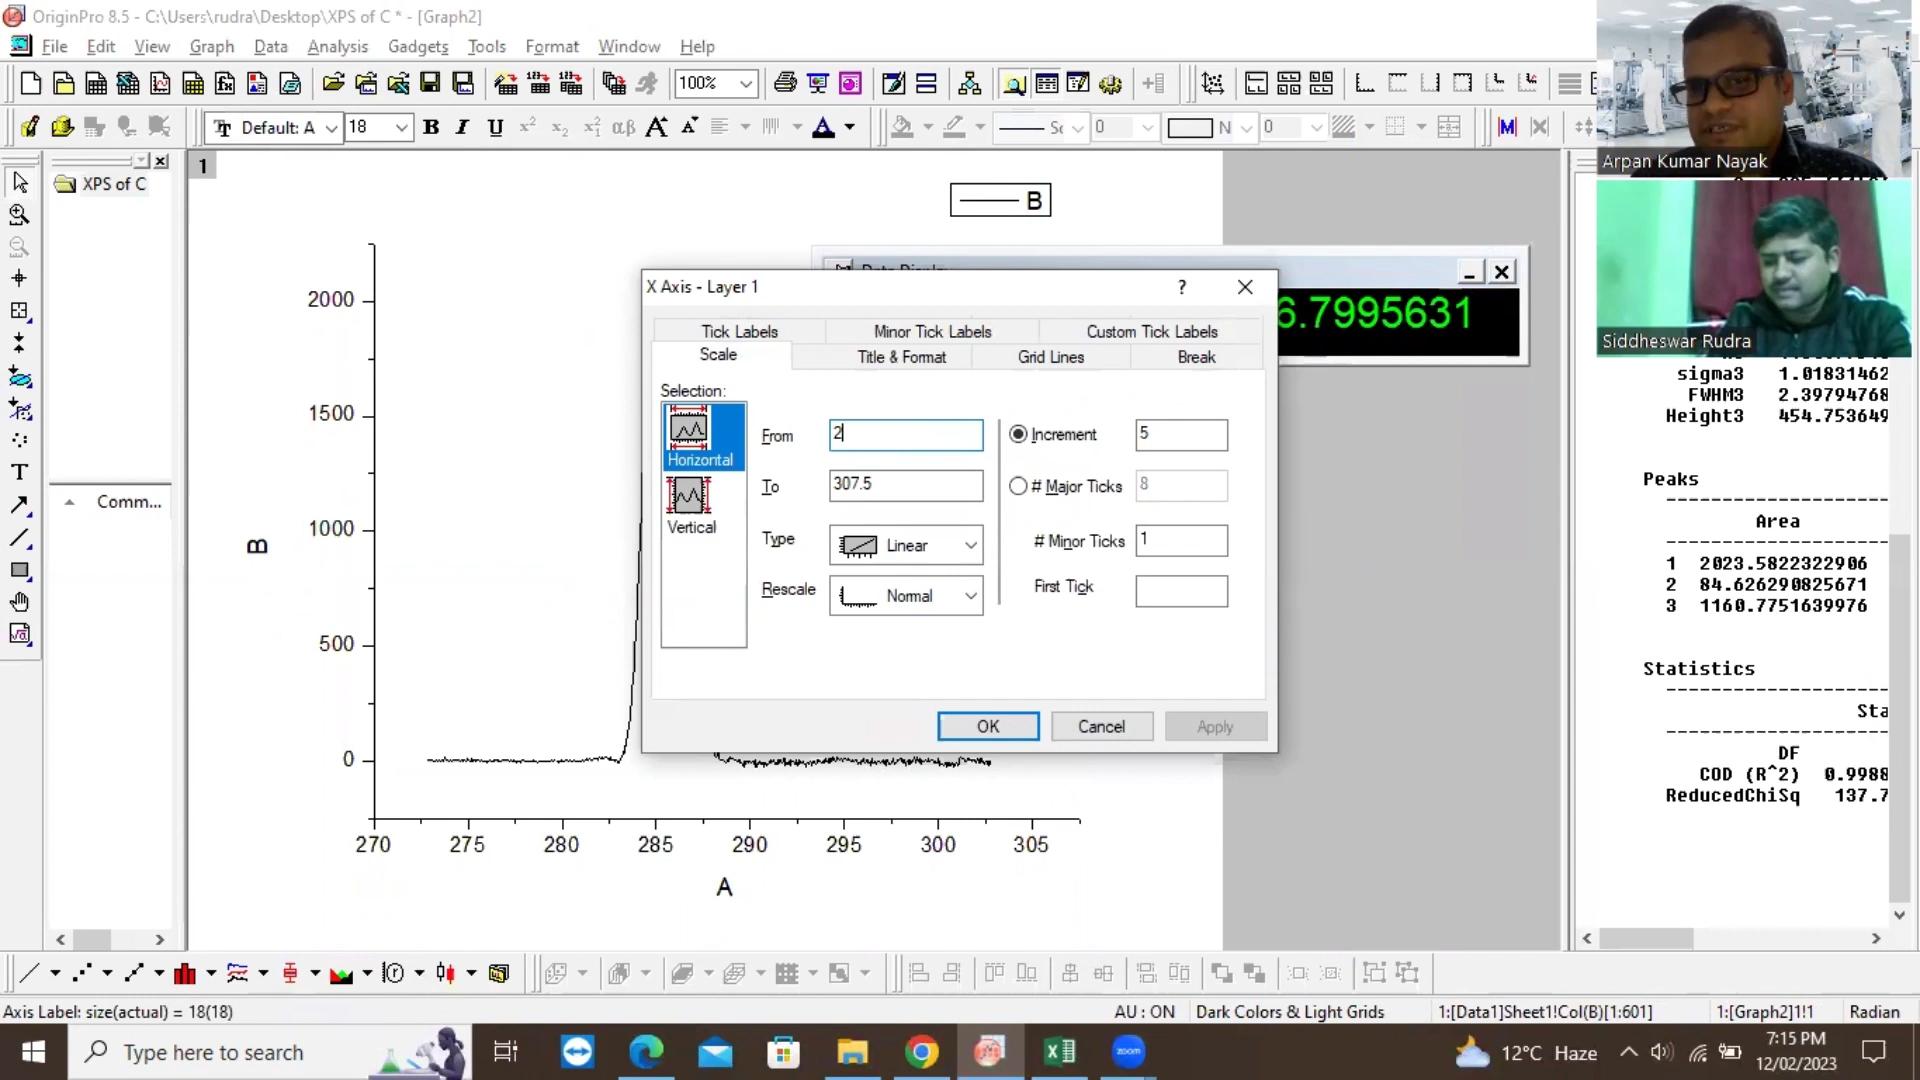 OriginPro 8.5 - C:\Users\rudra\Desktop\XPS of C * - [Graph2]
File Edit View Graph Data Analysis Gadgets Tools Format Window Help
100%
Default: A 18 B I U
0 N 0
Arpan Kumar Nayak
Siddheswar Rudra
XPS of C
Comm...
1
B
2000
1500
1000
500
0
B
270 275 280 285 290 295 300 305
A
6.7995631
X Axis - Layer 1
Tick Labels Minor Tick Labels Custom Tick Labels
Scale Title & Format Grid Lines Break
Selection:
Horizontal
Vertical
From 2
To 307.5
Type Linear
Rescale Normal
Increment 5
# Major Ticks 8
# Minor Ticks 1
First Tick
OK Cancel Apply
sigma3 1.01831462
FWHM3 2.39794768
Height3 454.753649
Peaks
Area
1 2023.5822322906
2 84.626290825671
3 1160.7751639976
Statistics
Sta
DF
COD (R^2) 0.9988
ReducedChiSq 137.7
Axis Label: size(actual) = 18(18)
AU : ON Dark Colors & Light Grids 1:[Data1]Sheet1!Col(B)[1:601] 1:[Graph2]1!1 Radian
Type here to search
zoom
12°C Haze
7:15 PM
12/02/2023